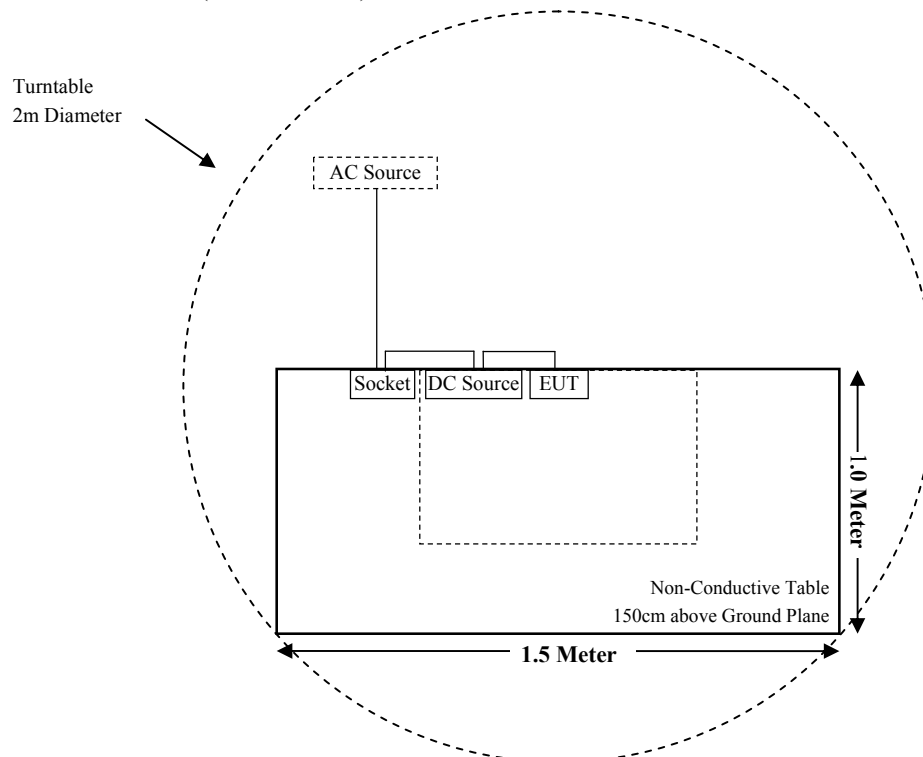 Turntable
2m Diameter
AC Source
Socket
DC Source
EUT
1.0 Meter
Non-Conductive Table
150cm above Ground Plane
1.5 Meter